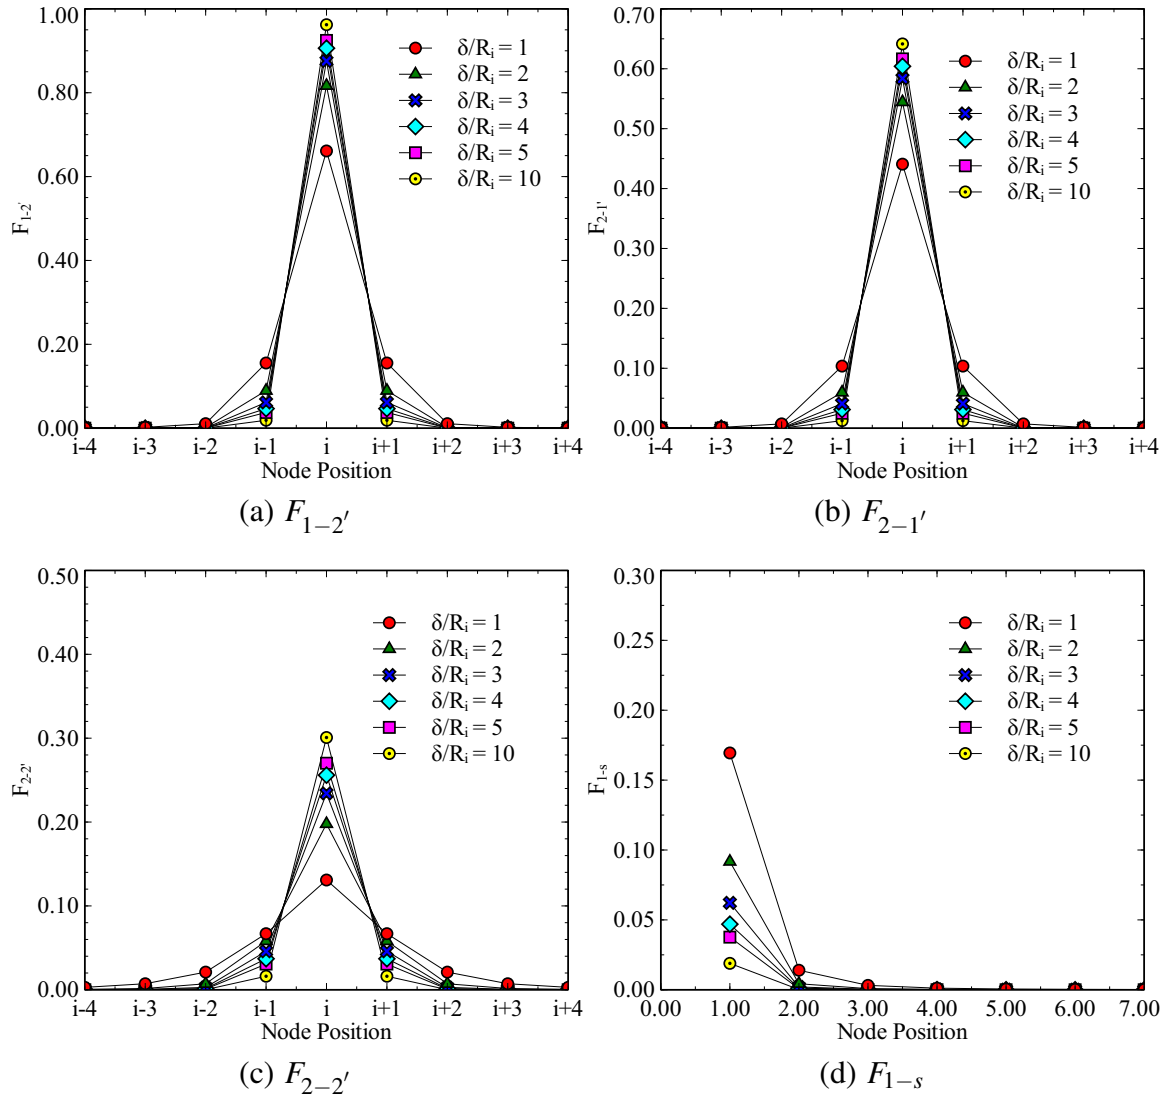 1.00
0.80
0.60
0.40
0.20
0.00
F1-2'
δ/Ri = 1
δ/Ri = 2
δ/Ri = 3
δ/Ri = 4
δ/Ri = 5
δ/Ri = 10
i-4 i-3 i-2 i-1 i i+1 i+2 i+3 i+4
Node Position
(a) F1−2′
0.70
0.60
0.50
0.40
0.30
0.20
0.10
0.00
F2-1'
δ/Ri = 1
δ/Ri = 2
δ/Ri = 3
δ/Ri = 4
δ/Ri = 5
δ/Ri = 10
i-4 i-3 i-2 i-1 i i+1 i+2 i+3 i+4
Node Position
(b) F2−1′
0.50
0.40
0.30
0.20
0.10
0.00
F2-2'
δ/Ri = 1
δ/Ri = 2
δ/Ri = 3
δ/Ri = 4
δ/Ri = 5
δ/Ri = 10
i-4 i-3 i-2 i-1 i i+1 i+2 i+3 i+4
Node Position
(c) F2−2′
0.30
0.25
0.20
0.15
0.10
0.05
0.00
F1-s
δ/Ri = 1
δ/Ri = 2
δ/Ri = 3
δ/Ri = 4
δ/Ri = 5
δ/Ri = 10
0.00 1.00 2.00 3.00 4.00 5.00 6.00 7.00
Node Position
(d) F1−s